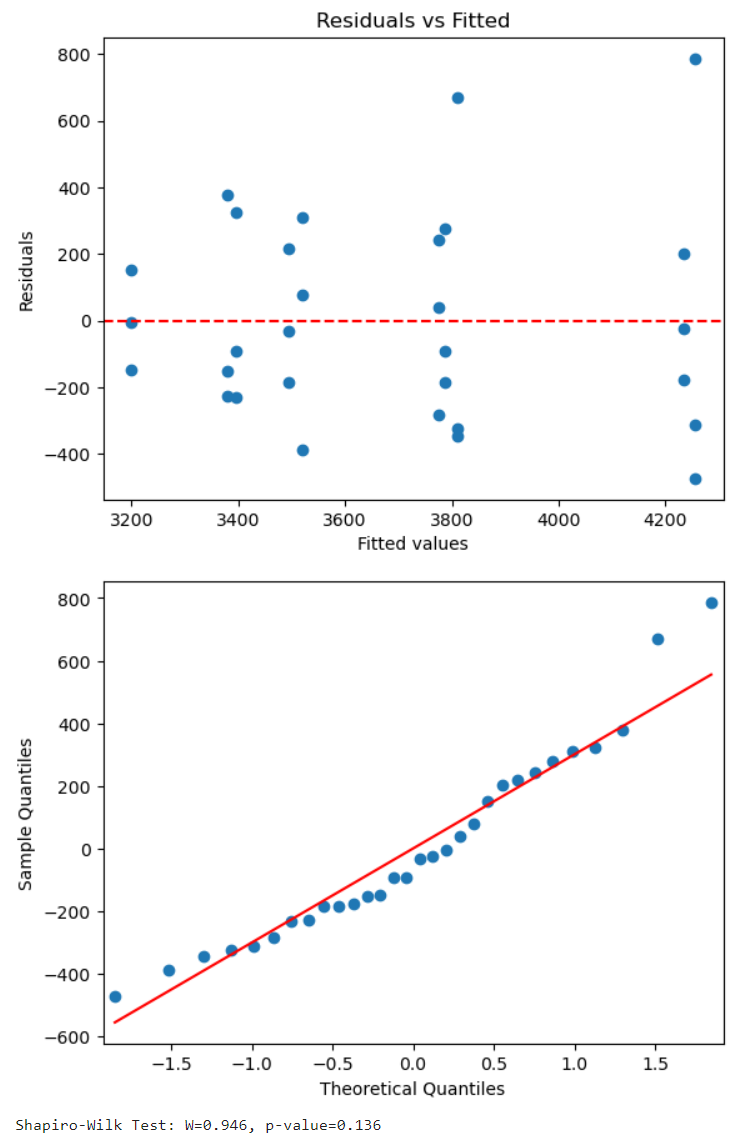 Residuals vs Fitted
800
600
400
200
0
−200
−400
Residuals
3200 3400 3600 3800 4000 4200
Fitted values
800
600
400
200
0
−200
−400
−600
Sample Quantiles
−1.5 −1.0 −0.5 0.0 0.5 1.0 1.5
Theoretical Quantiles
Shapiro-Wilk Test: W=0.946, p-value=0.136